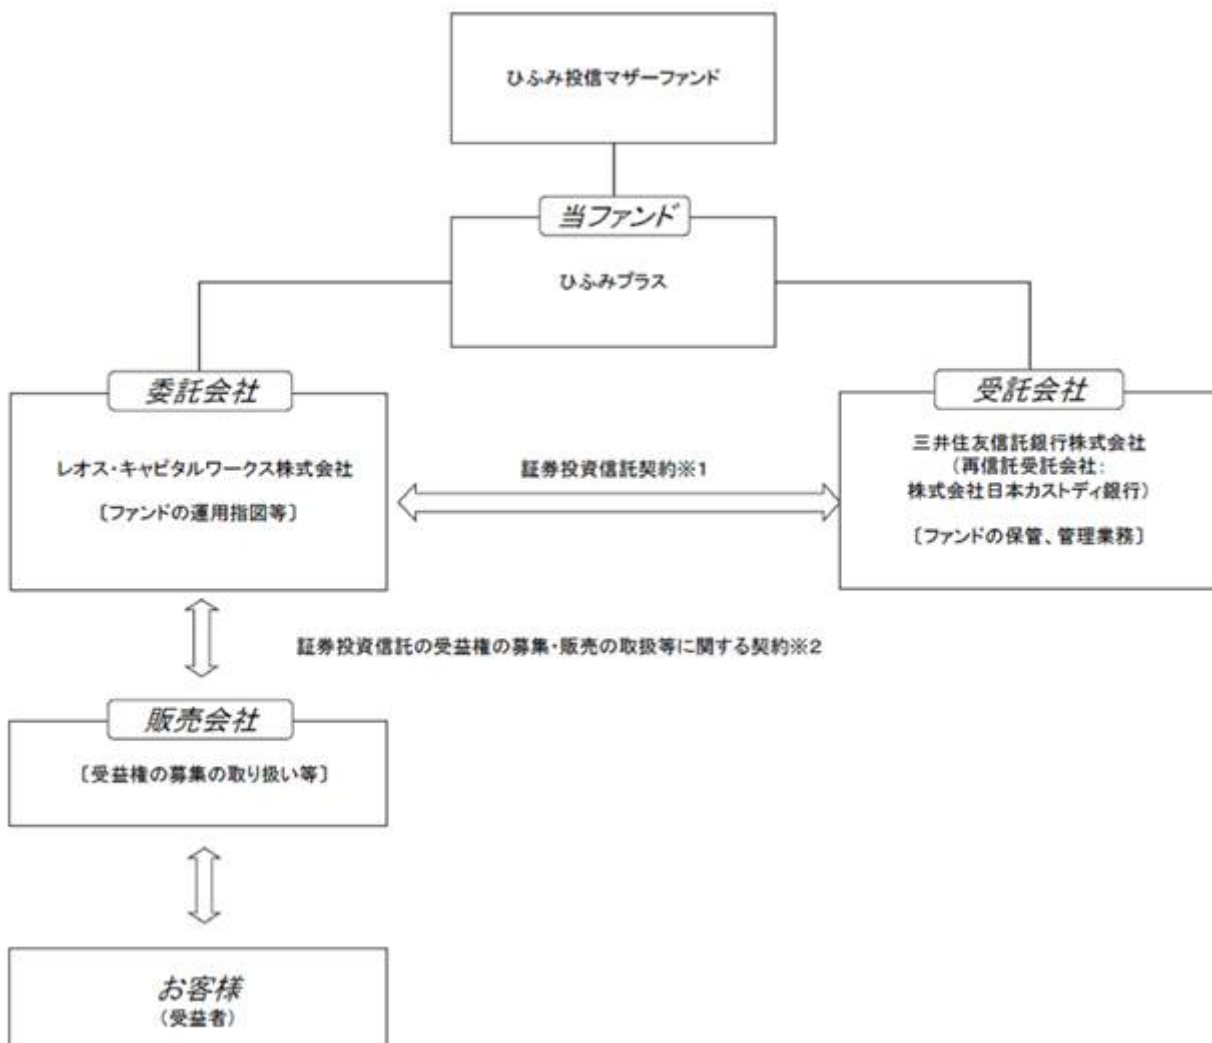 ひふみ投信マザーファンド
当ファンド
ひふみプラス
委託会社
レオス・キャピタルワークス株式会社
〔ファンドの運用指図等〕
証券投資信託契約※1
受託会社
三井住友信託銀行株式会社
（再信託受託会社：
株式会社日本カストディ銀行）
〔ファンドの保管、管理業務〕
証券投資信託の受益権の募集・販売の取扱等に関する契約※2
販売会社
〔受益権の募集の取り扱い等〕
お客様
（受益者）